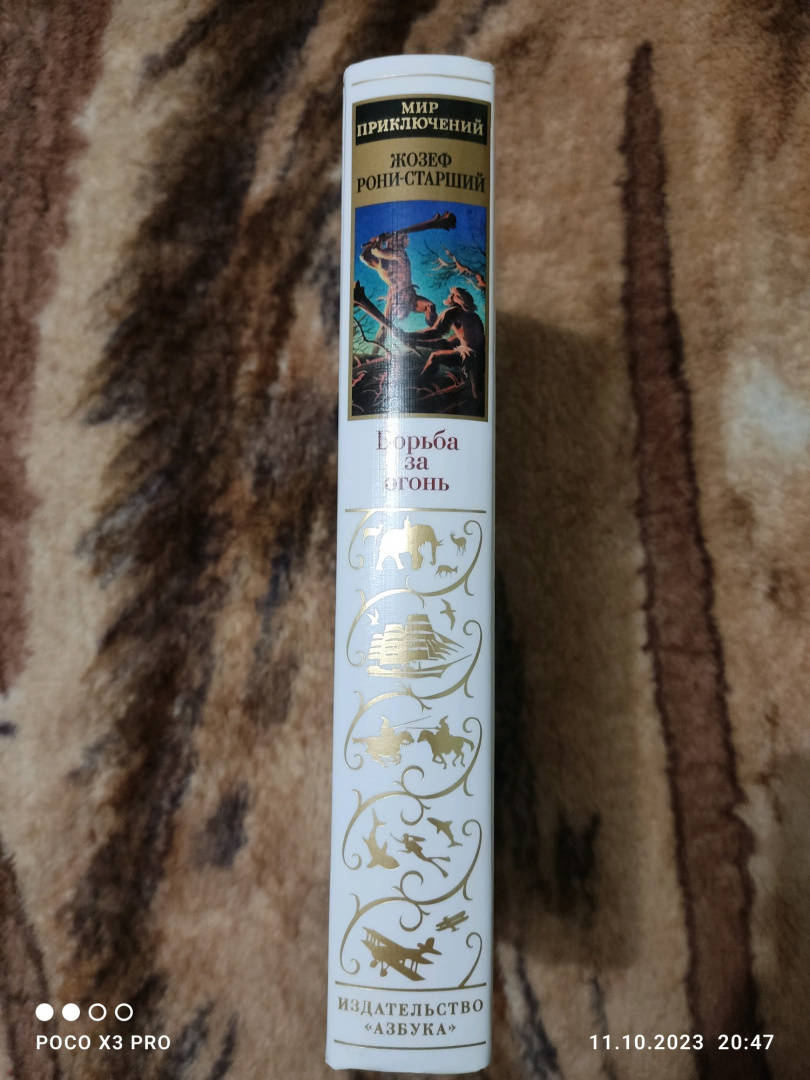 МИР
ПРИКЛЮЧЕНИЙ
ЖОЗЕФ
РОНИ-СТАРШИЙ
Борьба
за
огонь
ИЗДАТЕЛЬСТВО
«АЗБУКА»
POCO X3 PRO
11.10.2023 20:47